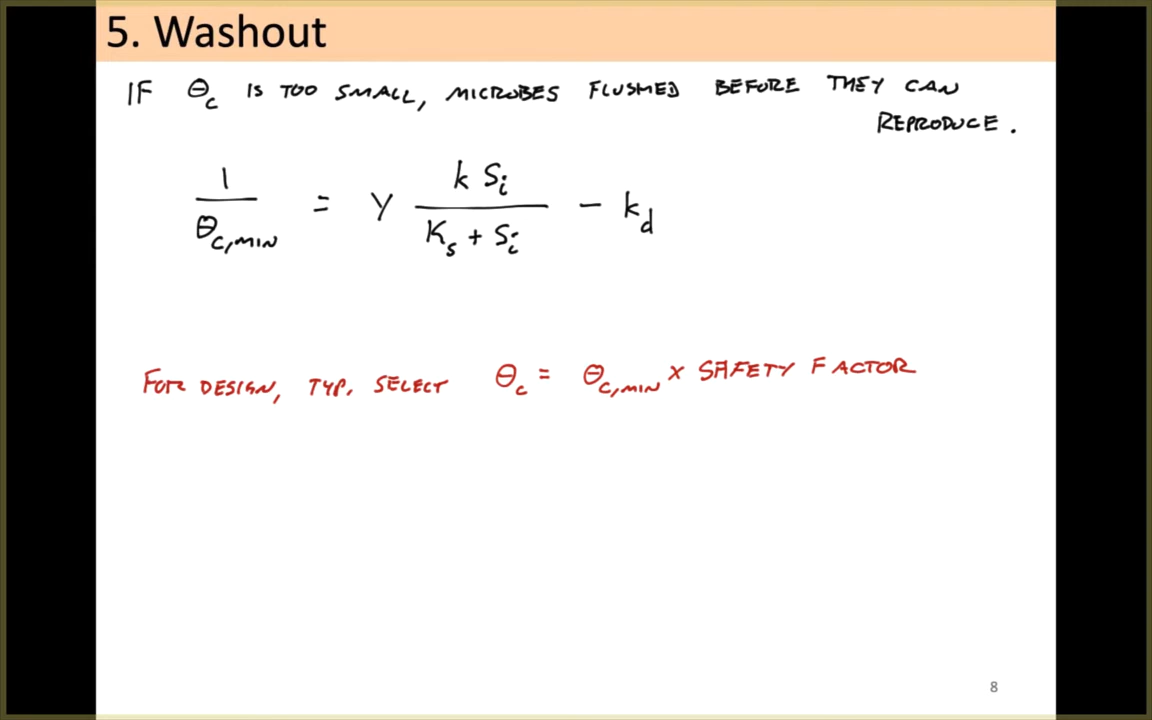 5. Washout
IF Θc IS TOO SMALL, MICROBES FLUSHED BEFORE THEY CAN
REPRODUCE.
1/Θc,MIN = Y k Si/(Ks + Si) - kd
FOR DESIGN, TYP. SELECT Θc = Θc,MIN x SAFETY FACTOR
8